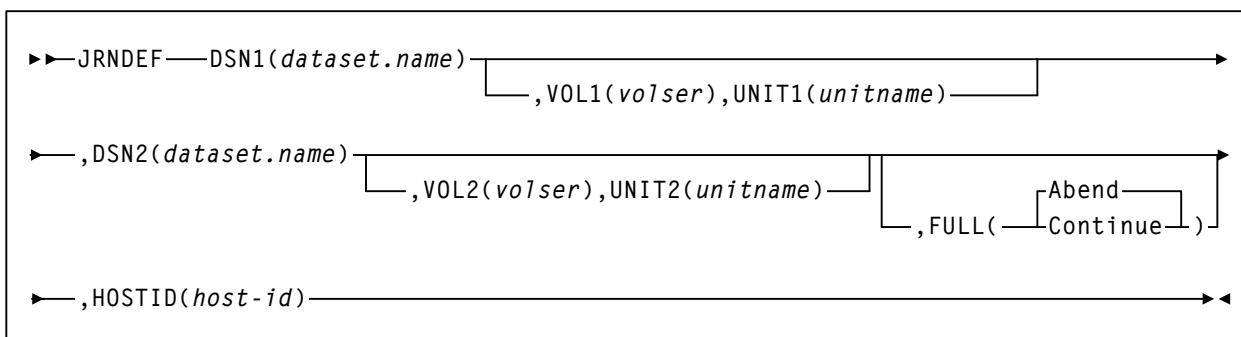 JRNDEF DSN1(dataset.name)
,VOL1(volser),UNIT1(unitname)
,DSN2(dataset.name)
,VOL2(volser),UNIT2(unitname)
Abend
,FULL( Continue )
,HOSTID(host-id)